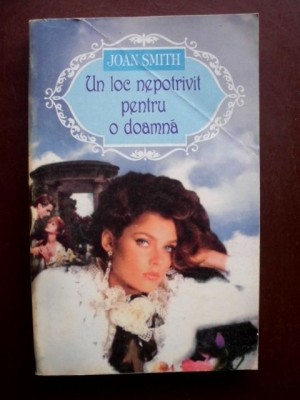 JOAN SMITH
Un loc nepotrivit
pentru
o doamnă